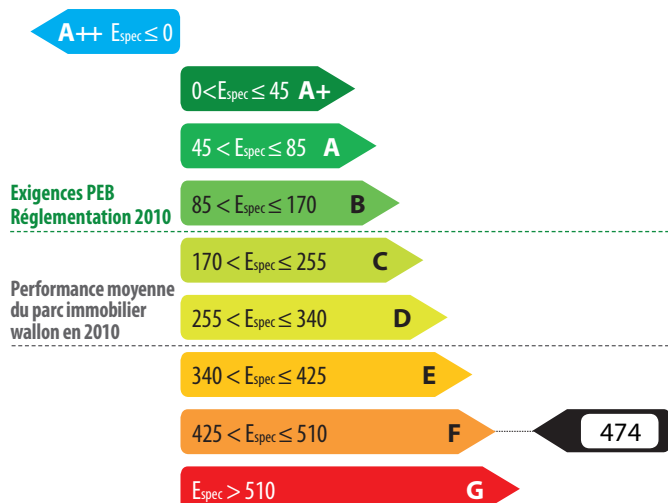 A++ Espec ≤ 0
0<Espec ≤ 45 A+
45 < Espec ≤ 85 A
Exigences PEB
Réglementation 2010
85 < Espec ≤ 170 B
170 < Espec ≤ 255 C
Performance moyenne
du parc immobilier
wallon en 2010
255 < Espec ≤ 340 D
340 < Espec ≤ 425 E
425 < Espec ≤ 510 F
474
Espec > 510 G